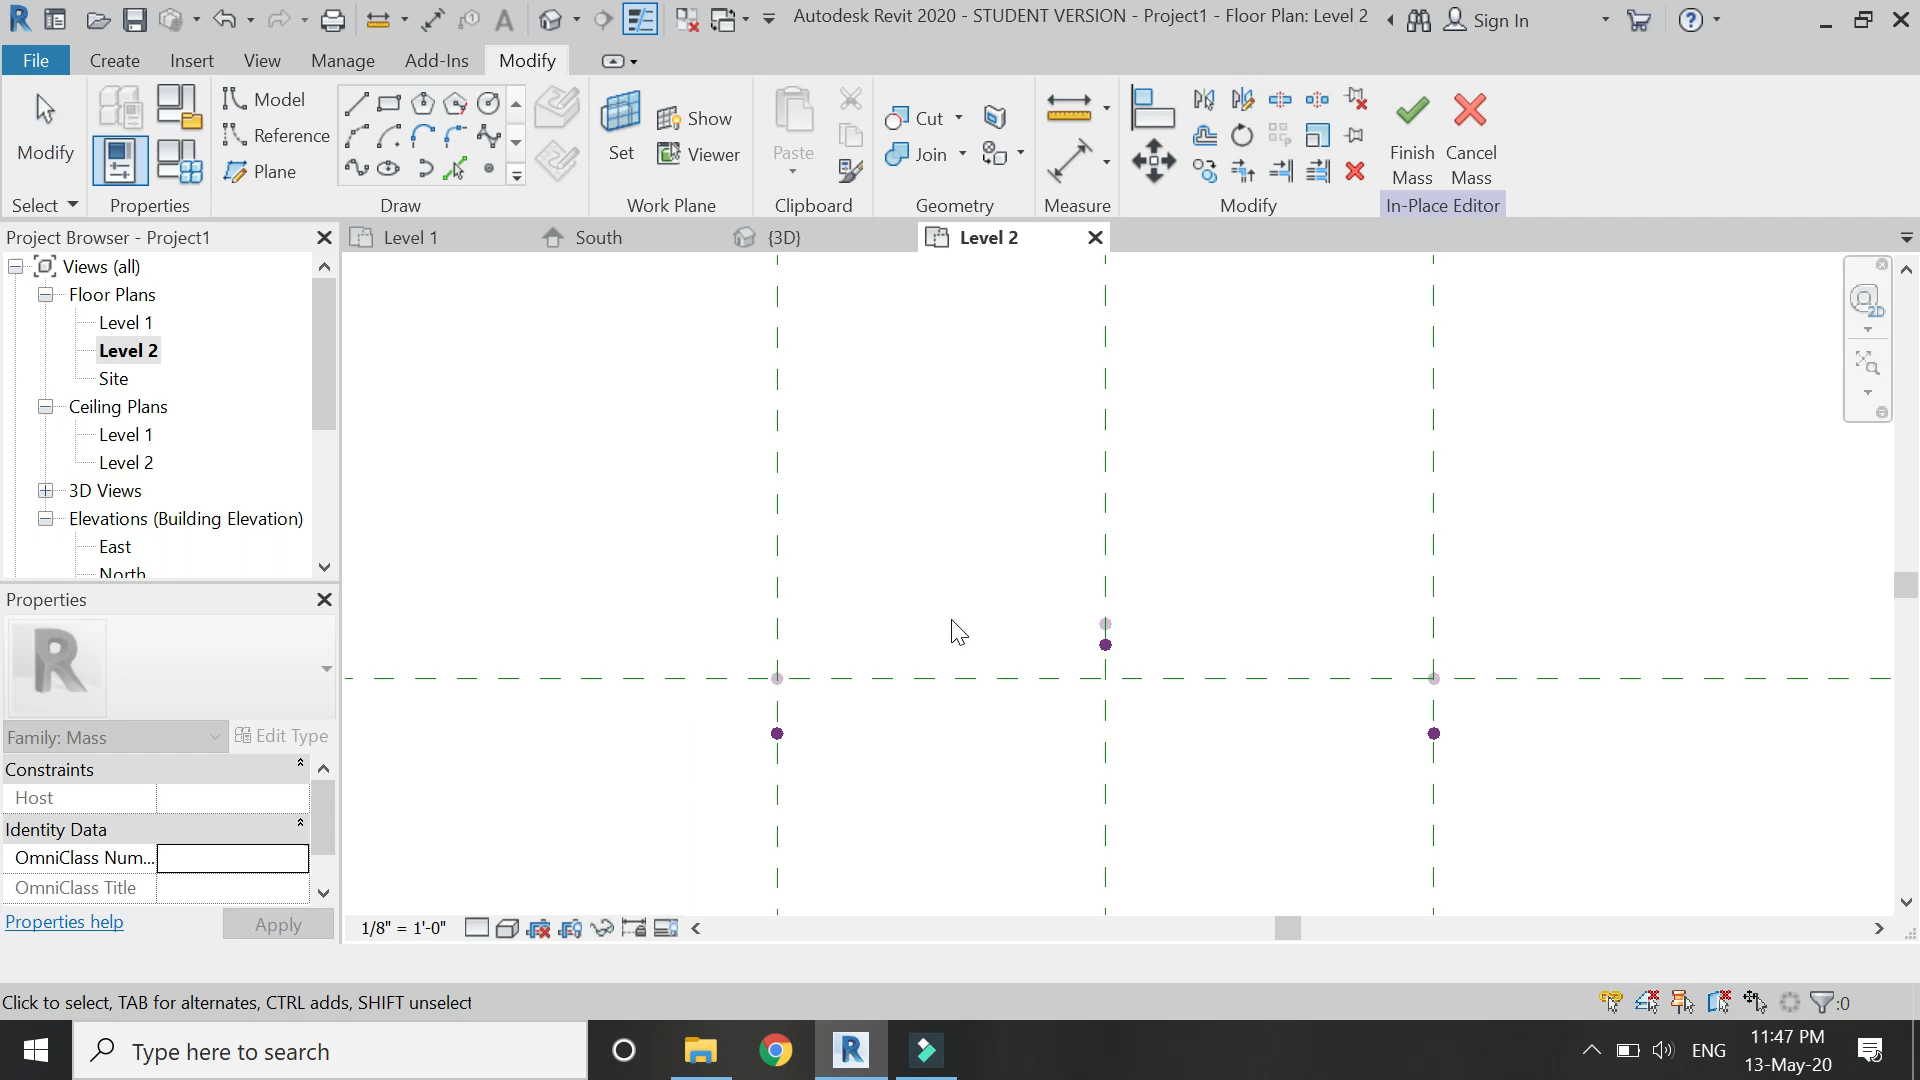 Autodesk Revit 2020 - STUDENT VERSION - Project1 - Floor Plan: Level 2
Sign In
File
Create
Insert
View
Manage
Add-Ins
Modify
Modify
Select
Properties
Model
Reference
Plane
Draw
Set
Show
Viewer
Work Plane
Paste
Clipboard
Cut
Join
Geometry
Measure
Modify
Finish Mass
Cancel Mass
In-Place Editor
Project Browser - Project1
Level 1
South
{3D}
Level 2
Views (all)
Floor Plans
Level 1
Level 2
Site
Ceiling Plans
Level 1
Level 2
3D Views
Elevations (Building Elevation)
East
North
2D
Properties
Family: Mass
Edit Type
Constraints
Host
Identity Data
OmniClass Num...
OmniClass Title
Properties help
Apply
1/8" = 1'-0"
Click to select, TAB for alternates, CTRL adds, SHIFT unselect
:0
Type here to search
ENG
11:47 PM
13-May-20